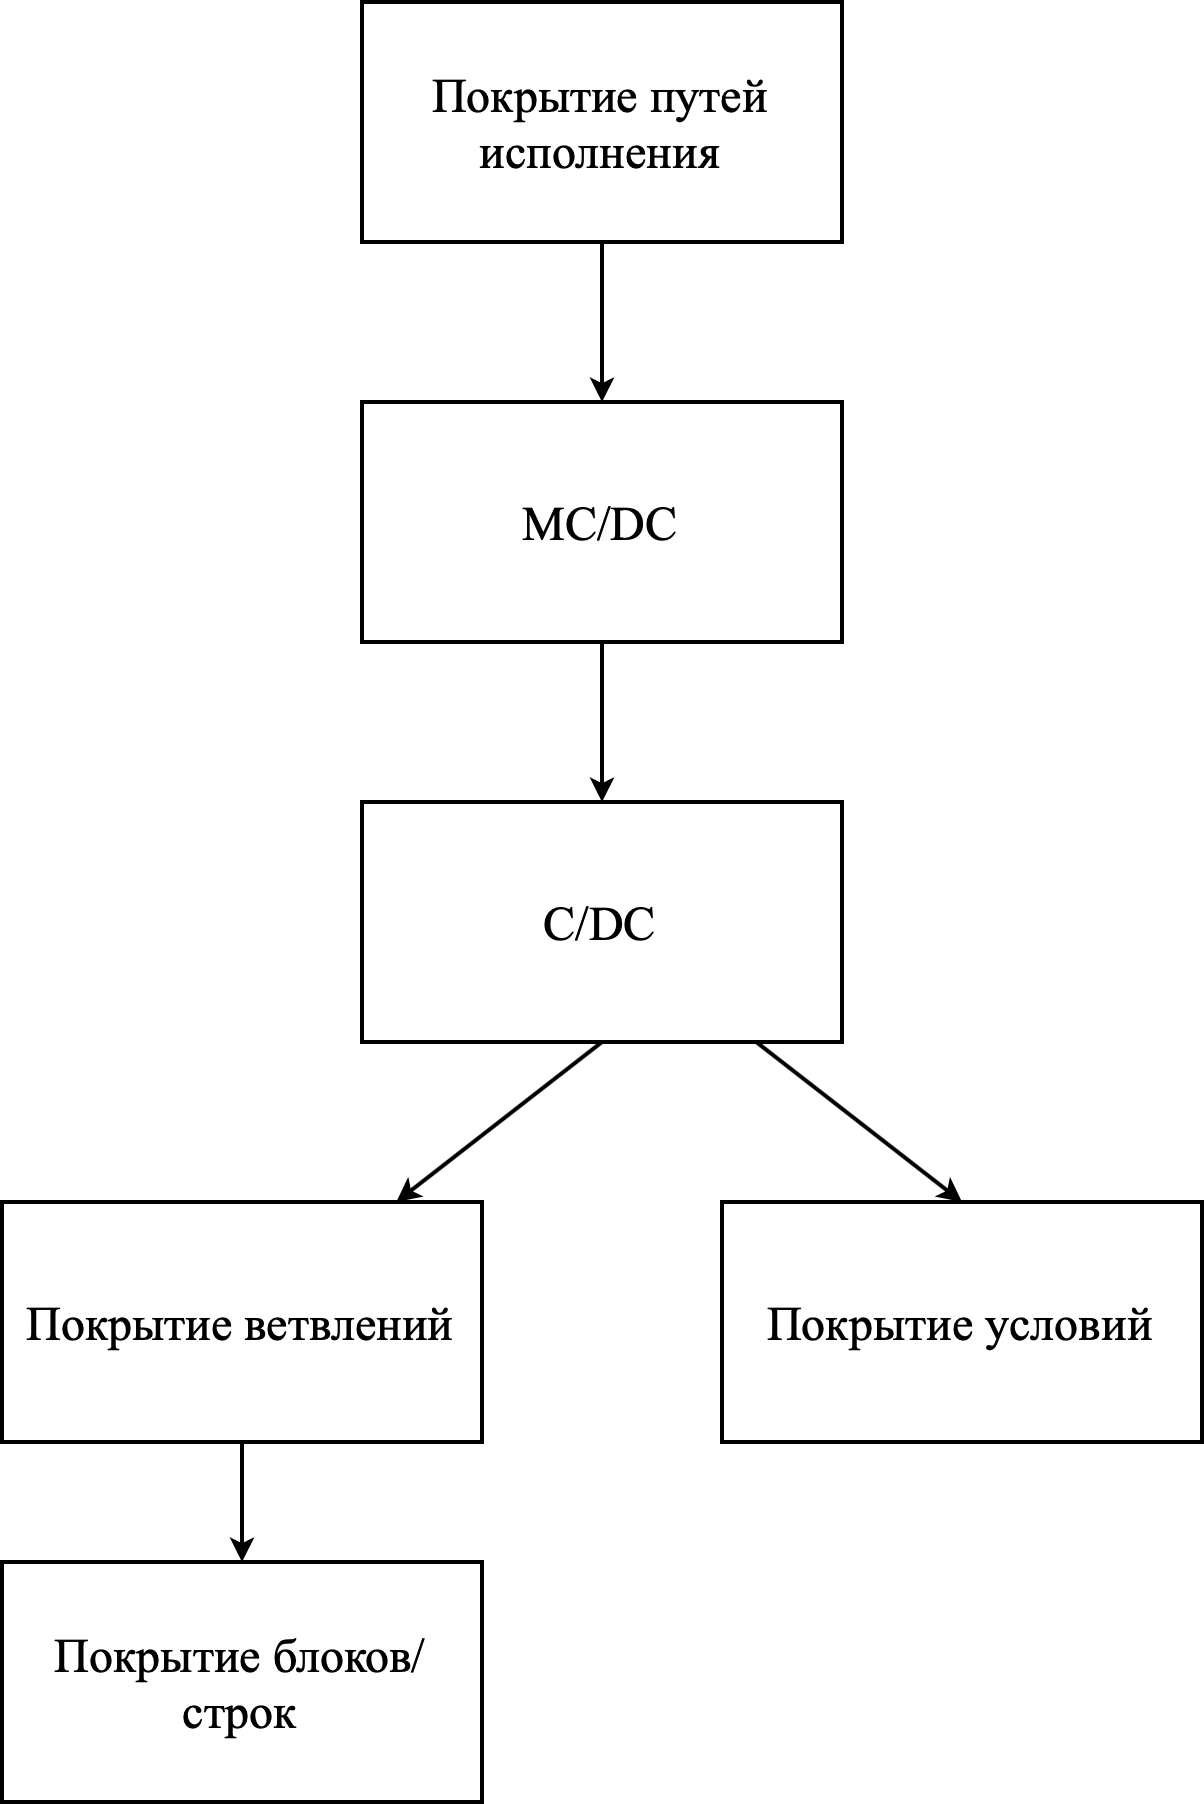 Покрытие путей
исполнения
MC/DC
C/DC
Покрытие ветвлений
Покрытие условий
Покрытие блоков/
строк